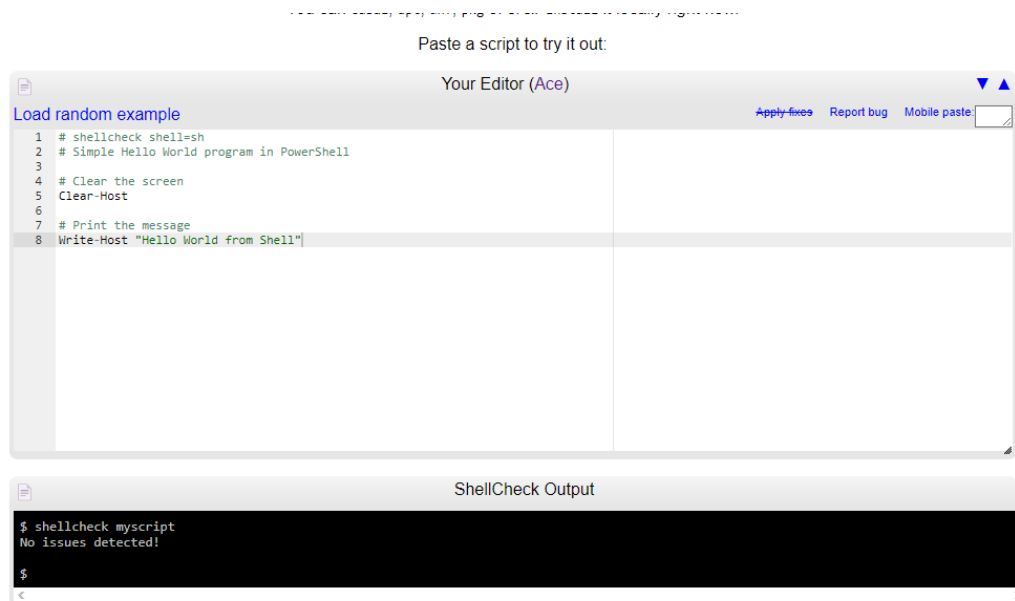 Paste a script to try it out:
Your Editor (Ace)
▼ ▲
Load random example
Apply fixes Report bug Mobile paste:
1 # shellcheck shell=sh
2 # Simple Hello World program in PowerShell
3
4 # Clear the screen
5 Clear-Host
6
7 # Print the message
8 Write-Host "Hello World from Shell"
ShellCheck Output
$ shellcheck myscript
No issues detected!
$